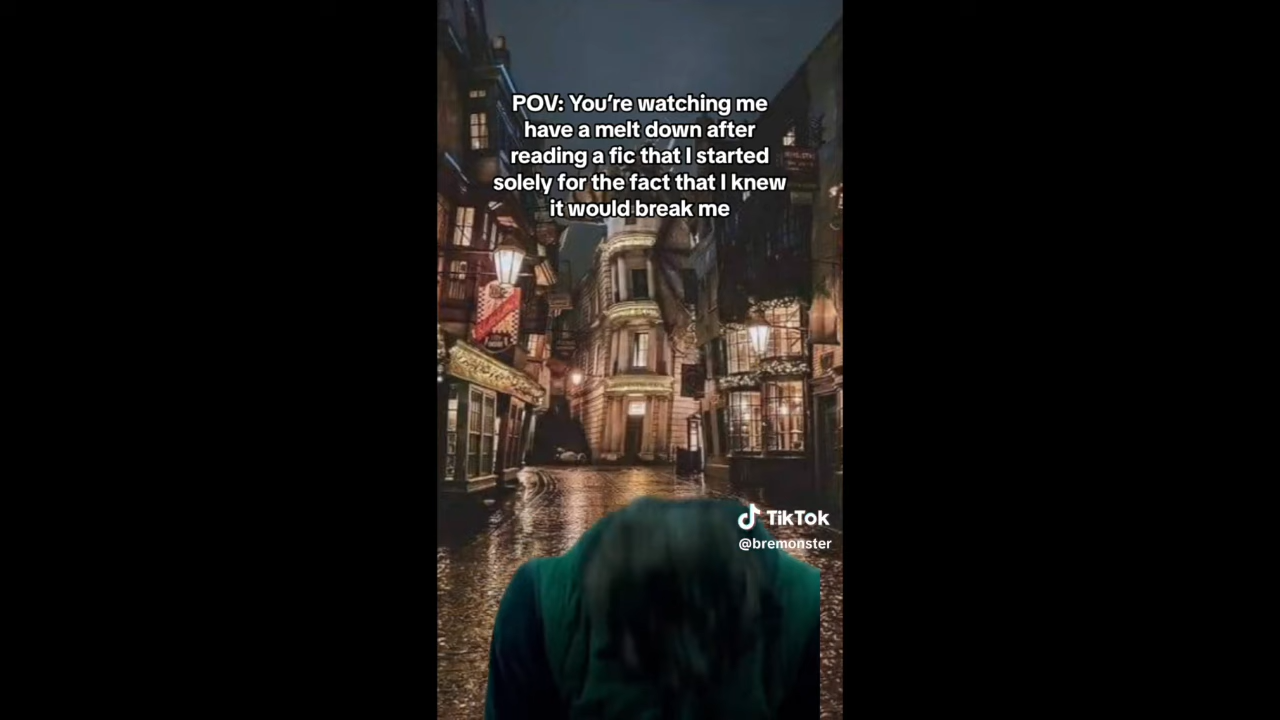 POV: You’re watching me
have a melt down after
reading a fic that I started
solely for the fact that I knew
it would break me
TikTok
@bremonster